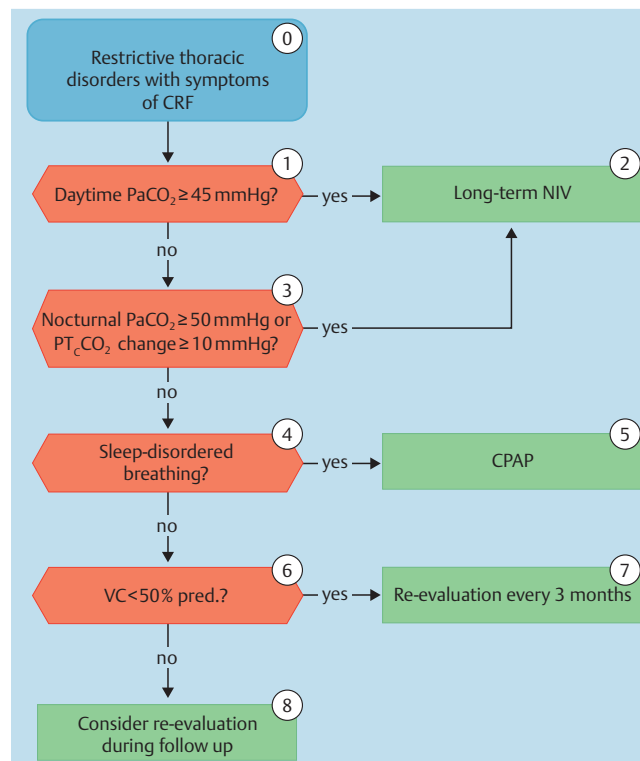 0
Restrictive thoracic
disorders with symptoms
of CRF
1
Daytime PaCO₂ ≥ 45 mmHg?
yes
2
Long-term NIV
no
3
Nocturnal PaCO₂ ≥ 50 mmHg or
PT_CCO₂ change ≥ 10 mmHg?
yes
no
4
Sleep-disordered
breathing?
yes
5
CPAP
no
6
VC < 50 % pred.?
yes
7
Re-evaluation every 3 months
no
8
Consider re-evaluation
during follow up